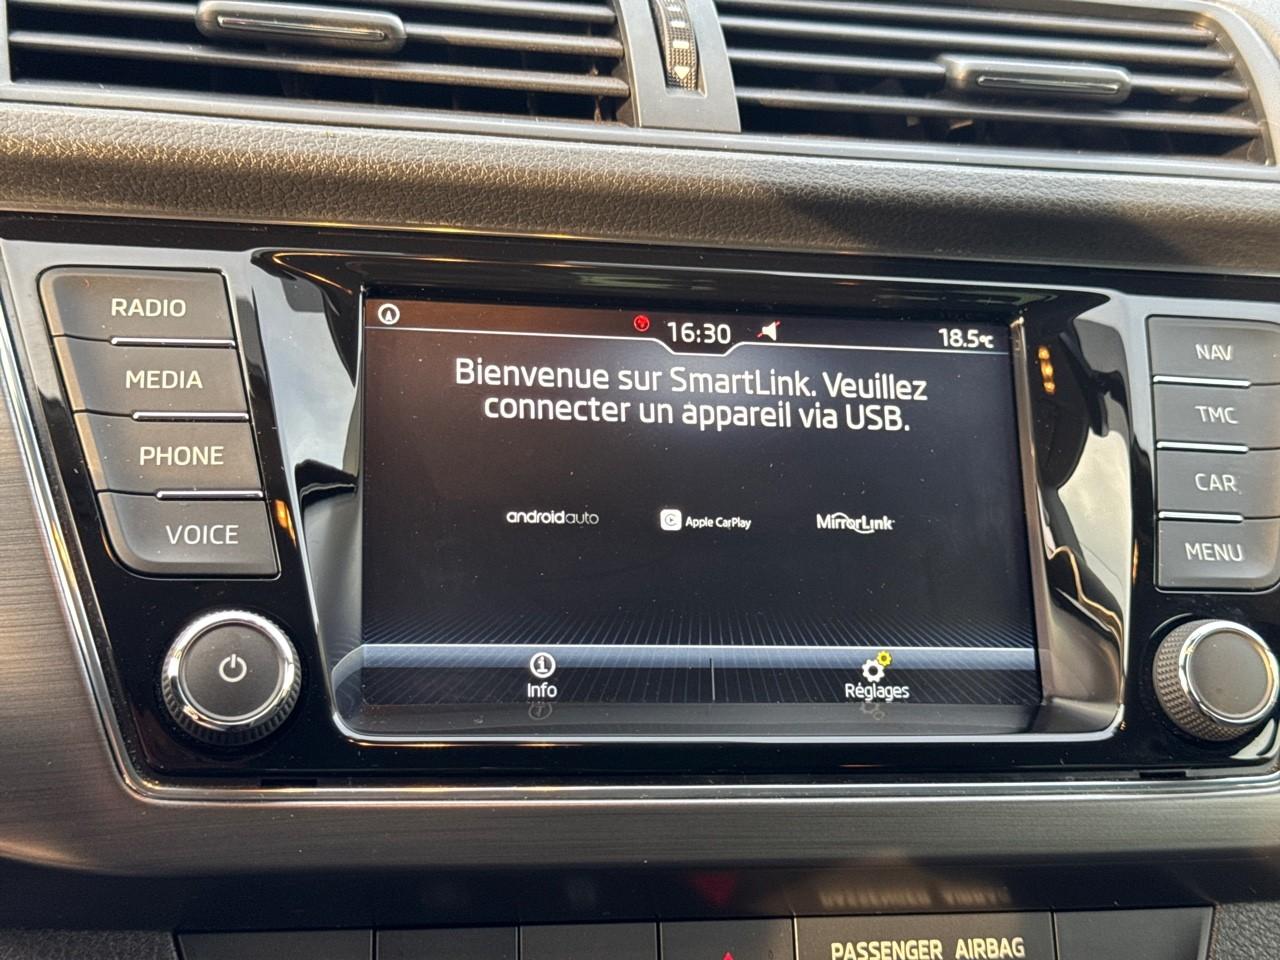 RADIO
MEDIA
PHONE
VOICE
16:30
18.5°C
Bienvenue sur SmartLink. Veuillez
connecter un appareil via USB.
androidauto
Apple CarPlay
MirrorLink
Info
Réglages
NAV
TMC
CAR
MENU
PASSENGER AIRBAG